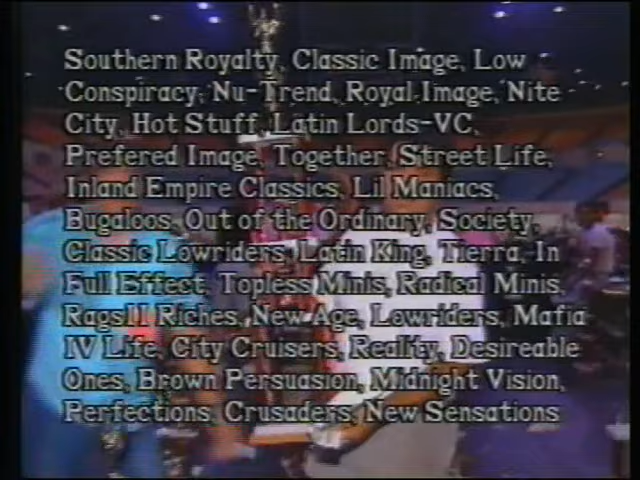 Southern Royalty, Classic Image, Low
Conspiracy, Nu-Trend, Royal Image, Nite
City, Hot Stuff, Latin Lords-VC,
Prefered Image, Together, Street Life,
Inland Empire Classics, Lil Maniacs,
Bugaloos, Out of the Ordinary, Society,
Classic Lowriders, Latin King, Tierra, In
Full Effect, Topless Minis, Radical Minis,
Rags II Riches, New Age, Lowriders, Mafia
IV Life, City Cruisers, Reality, Desireable
Ones, Brown Persuasion, Midnight Vision,
Perfections, Crusaders, New Sensations